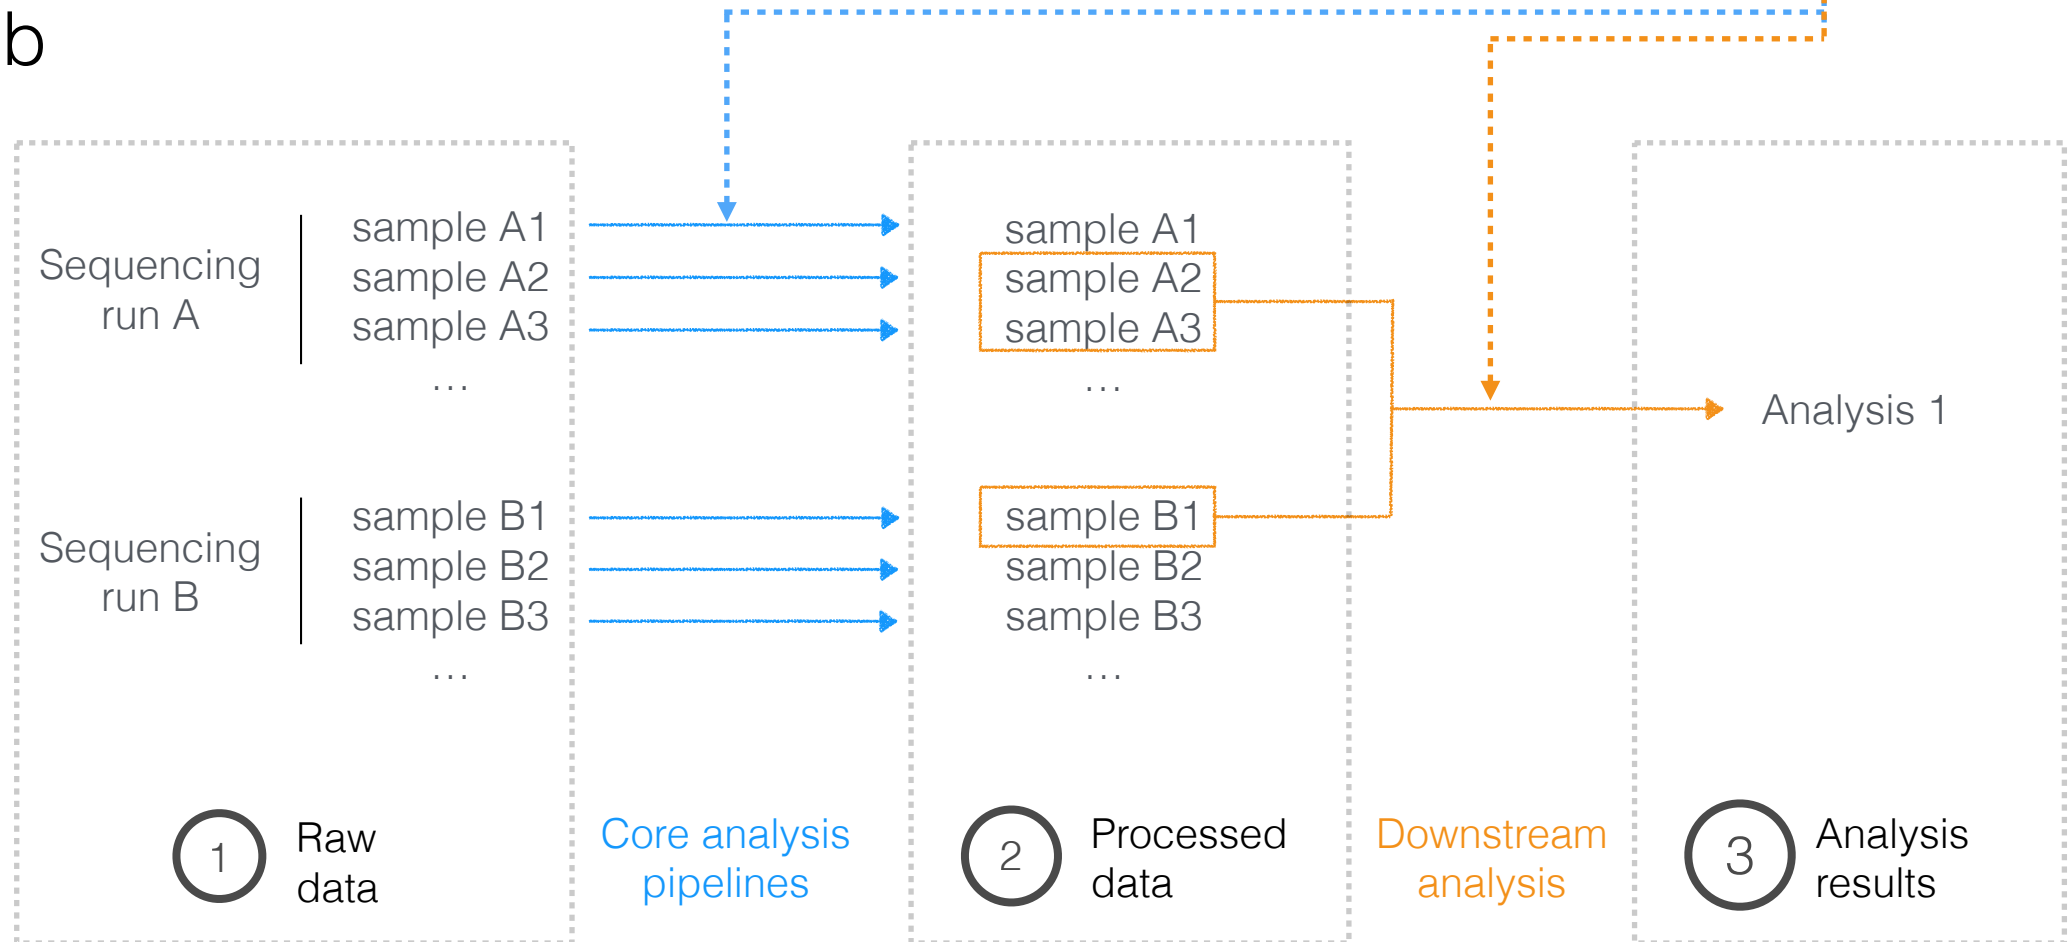 b
Sequencing
run A
sample A1
sample A2
sample A3
...
Sequencing
run B
sample B1
sample B2
sample B3
...
sample A1
sample A2
sample A3
...
sample B1
sample B2
sample B3
...
Analysis 1
1
Raw
data
Core analysis
pipelines
2
Processed
data
Downstream
analysis
3
Analysis
results